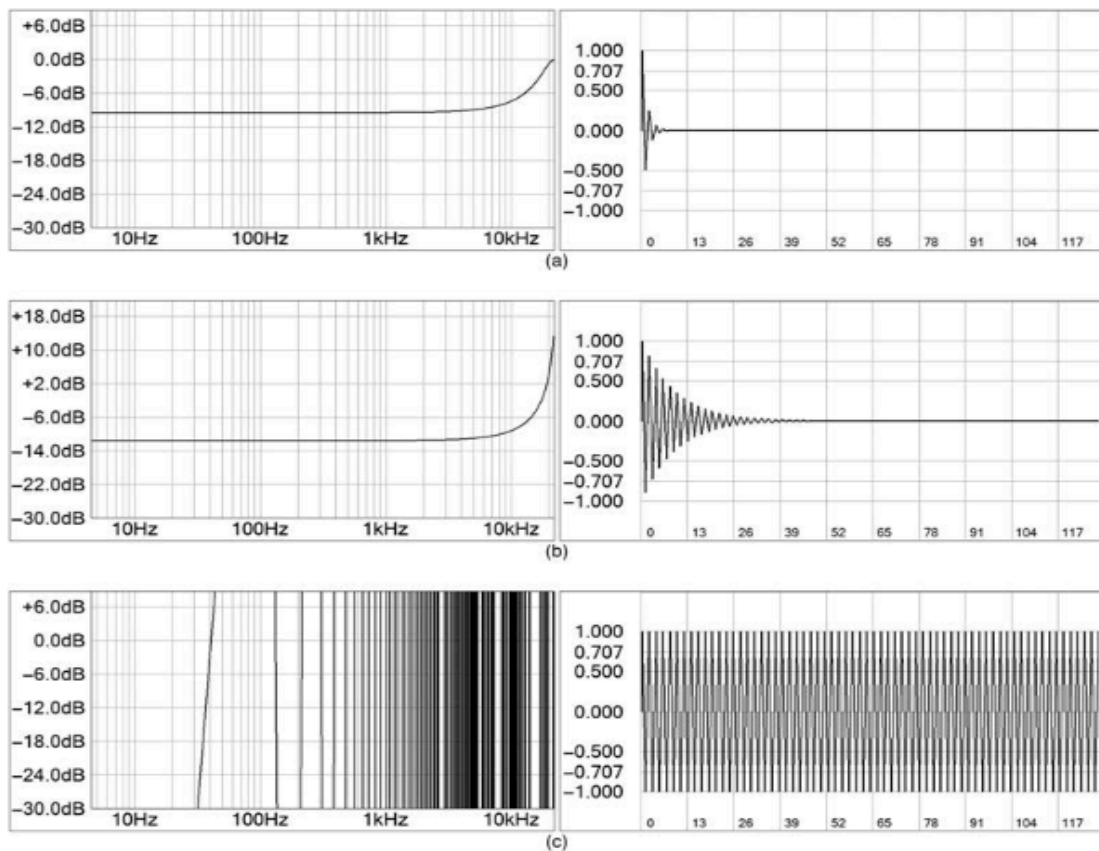 +6.0dB
0.0dB
−6.0dB
−12.0dB
−18.0dB
−24.0dB
−30.0dB
10Hz 100Hz 1kHz 10kHz
1.000
0.707
0.500
0.000
−0.500
−0.707
−1.000
0 13 26 39 52 65 78 91 104 117
(a)
+18.0dB
+10.0dB
+2.0dB
−6.0dB
−14.0dB
−22.0dB
−30.0dB
10Hz 100Hz 1kHz 10kHz
1.000
0.707
0.500
0.000
−0.500
−0.707
−1.000
0 13 26 39 52 65 78 91 104 117
(b)
+6.0dB
0.0dB
−6.0dB
−12.0dB
−18.0dB
−24.0dB
−30.0dB
10Hz 100Hz 1kHz 10kHz
1.000
0.707
0.500
0.000
−0.500
−0.707
−1.000
0 13 26 39 52 65 78 91 104 117
(c)